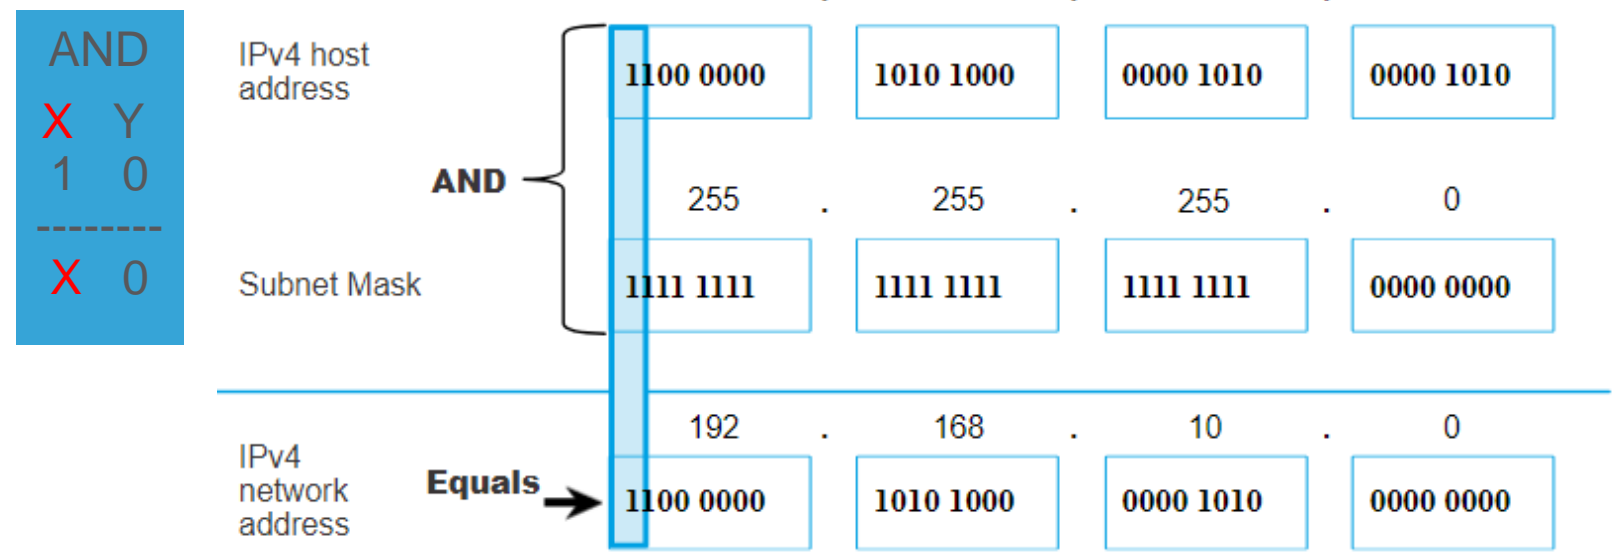 AND
X Y
1 0
--------
X 0
IPv4 host
address
1100 0000 1010 1000 0000 1010 0000 1010
AND
255 . 255 . 255 . 0
Subnet Mask
1111 1111 1111 1111 1111 1111 0000 0000
192 . 168 . 10 . 0
IPv4
network
address
Equals
1100 0000 1010 1000 0000 1010 0000 0000